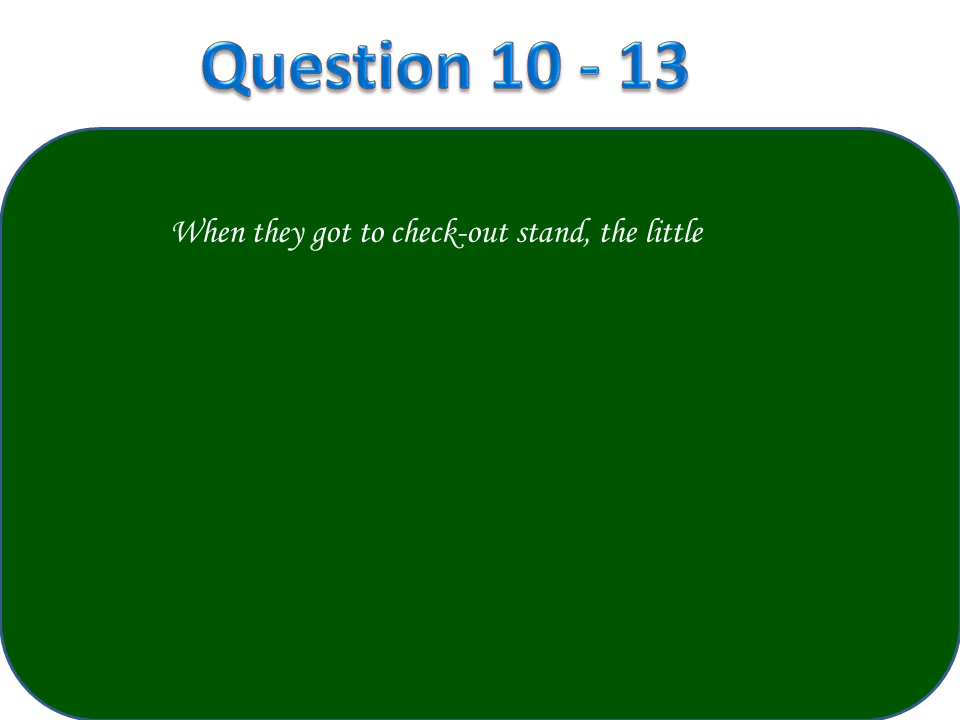 Question 10 - 13
When they got to check-out stand, the little